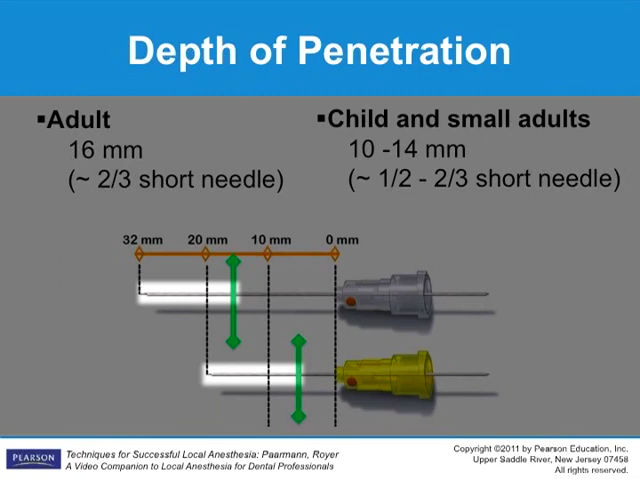 Depth of Penetration
▪Adult
16 mm
(~ 2/3 short needle)
▪Child and small adults
10 -14 mm
(~ 1/2 - 2/3 short needle)
32 mm 20 mm 10 mm 0 mm
PEARSON
Techniques for Successful Local Anesthesia: Paarmann, Royer
A Video Companion to Local Anesthesia for Dental Professionals
Copyright ©2011 by Pearson Education, Inc.
Upper Saddle River, New Jersey 07458
All rights reserved.